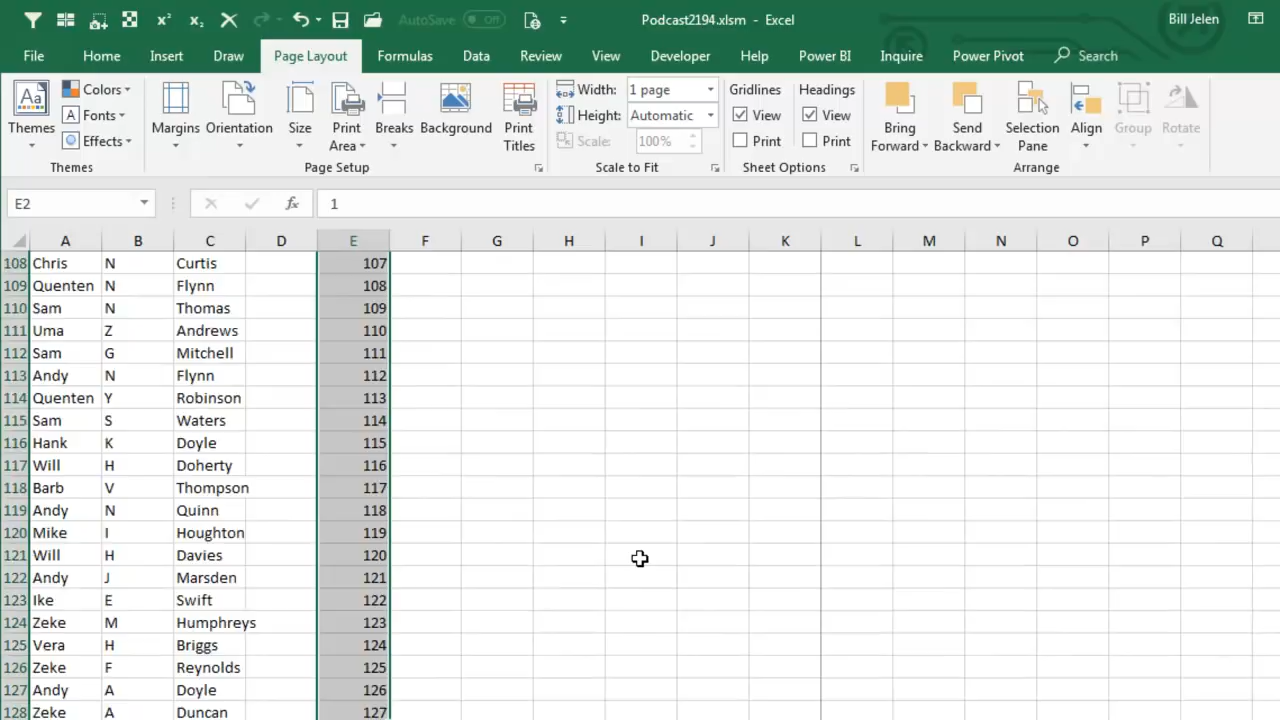 AutoSave Off Podcast2194.xlsm - Excel Bill Jelen
File Home Insert Draw Page Layout Formulas Data Review View Developer Help Power BI Inquire Power Pivot Search
Themes
Colors
Fonts
Effects
Themes
Margins
Orientation
Size
Print
Area
Breaks
Background
Print
Titles
Page Setup
Width: 1 page
Height: Automatic
Scale: 100%
Scale to Fit
Gridlines
View
Print
Headings
View
Print
Sheet Options
Bring
Forward
Send
Backward
Selection
Pane
Align
Group
Rotate
Arrange
E2 fx 1
A B C D E F G H I J K L M N O P Q
108 Chris N Curtis 107
109 Quenten N Flynn 108
110 Sam N Thomas 109
111 Uma Z Andrews 110
112 Sam G Mitchell 111
113 Andy N Flynn 112
114 Quenten Y Robinson 113
115 Sam S Waters 114
116 Hank K Doyle 115
117 Will H Doherty 116
118 Barb V Thompson 117
119 Andy N Quinn 118
120 Mike I Houghton 119
121 Will H Davies 120
122 Andy J Marsden 121
123 Ike E Swift 122
124 Zeke M Humphreys 123
125 Vera H Briggs 124
126 Zeke F Reynolds 125
127 Andy A Doyle 126
128 Zeke A Duncan 127